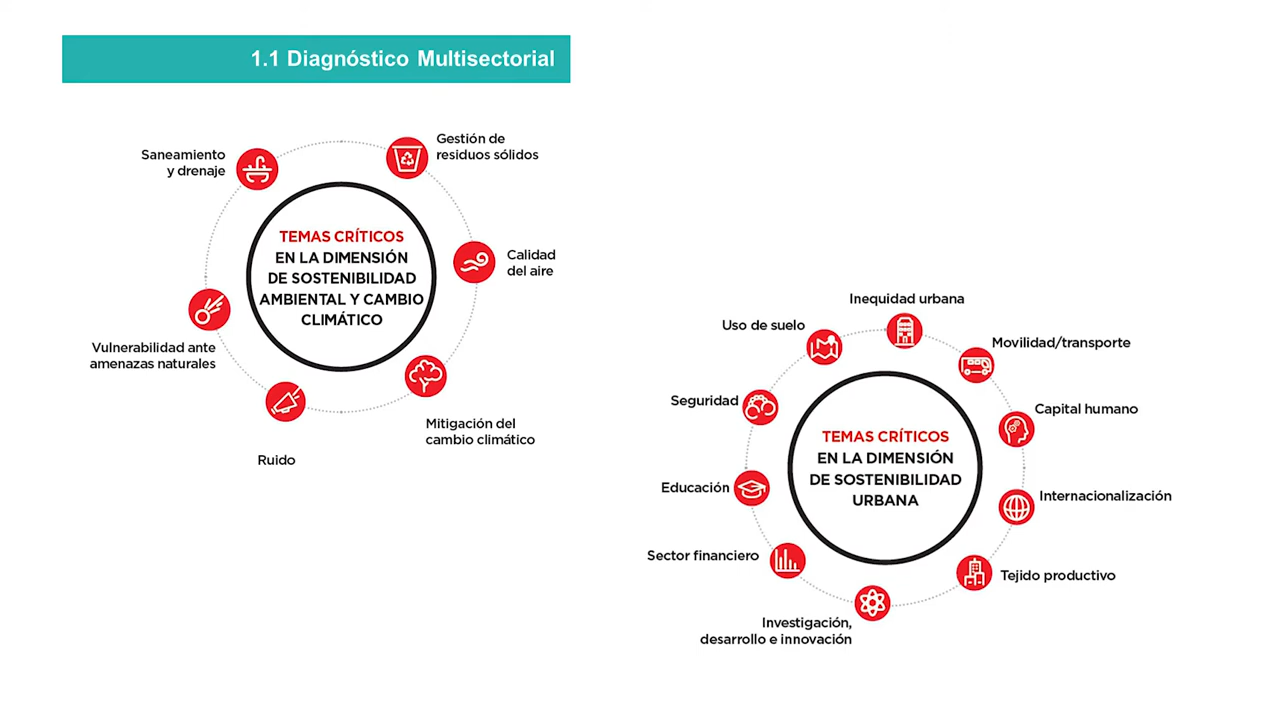 1.1 Diagnóstico Multisectorial
Saneamiento
y drenaje
Gestión de
residuos sólidos
Calidad
del aire
Mitigación del
cambio climático
Ruido
Vulnerabilidad ante
amenazas naturales
TEMAS CRÍTICOS
EN LA DIMENSIÓN
DE SOSTENIBILIDAD
AMBIENTAL Y CAMBIO
CLIMÁTICO
Inequidad urbana
Movilidad/transporte
Capital humano
Internacionalización
Tejido productivo
Investigación,
desarrollo e innovación
Sector financiero
Educación
Seguridad
Uso de suelo
TEMAS CRÍTICOS
EN LA DIMENSIÓN
DE SOSTENIBILIDAD
URBANA